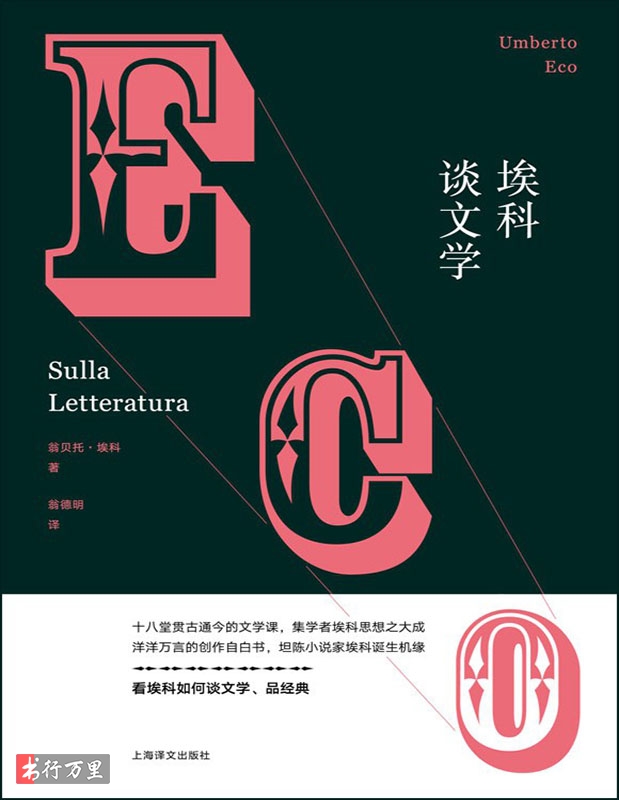 Umberto
Eco
埃科
谈文学
E
C
O
Sulla
Letteratura
翁贝托·埃科
著
翁德明
译
十八堂贯古通今的文学课，集学者埃科思想之大成
洋洋万言的创作自白书，坦陈小说家埃科诞生机缘
看埃科如何谈文学、品经典
上海译文出版社
书行万里